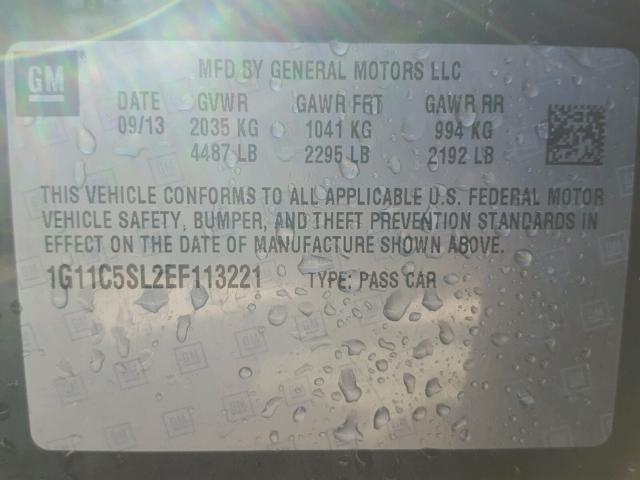 GM
MFD BY GENERAL MOTORS LLC
DATE GVWR GAWR FRT GAWR RR
09/13 2035 KG 1041 KG 994 KG
4487 LB 2295 LB 2192 LB
THIS VEHICLE CONFORMS TO ALL APPLICABLE U.S. FEDERAL MOTOR
VEHICLE SAFETY, BUMPER, AND THEFT PREVENTION STANDARDS IN
EFFECT ON THE DATE OF MANUFACTURE SHOWN ABOVE.
1G11C5SL2EF113221 TYPE: PASS CAR